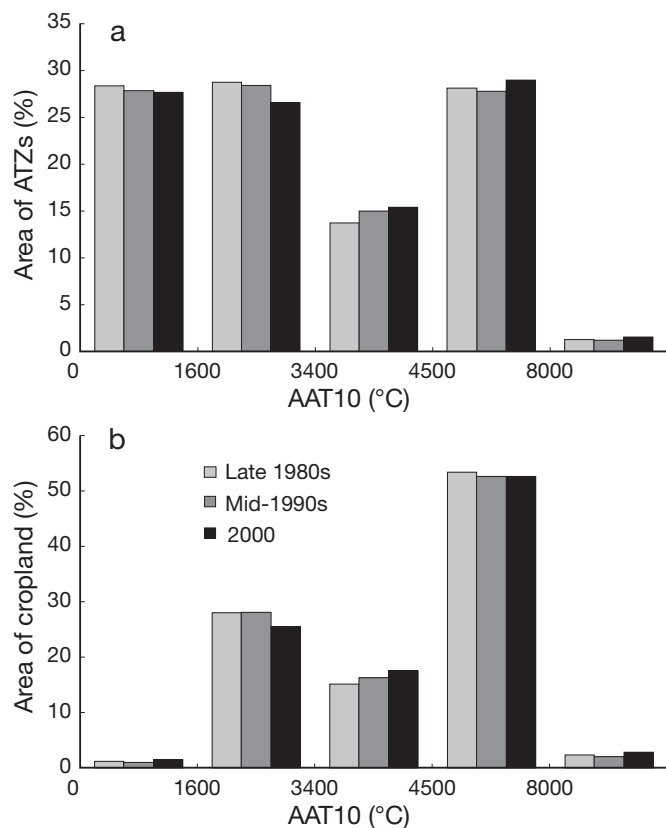 a
35
30
25
20
15
10
5
0
Area of ATZs (%)
0 1600 3400 4500 8000
AAT10 (°C)
b
60
50
40
30
20
10
0
Area of cropland (%)
Late 1980s
Mid-1990s
2000
0 1600 3400 4500 8000
AAT10 (°C)